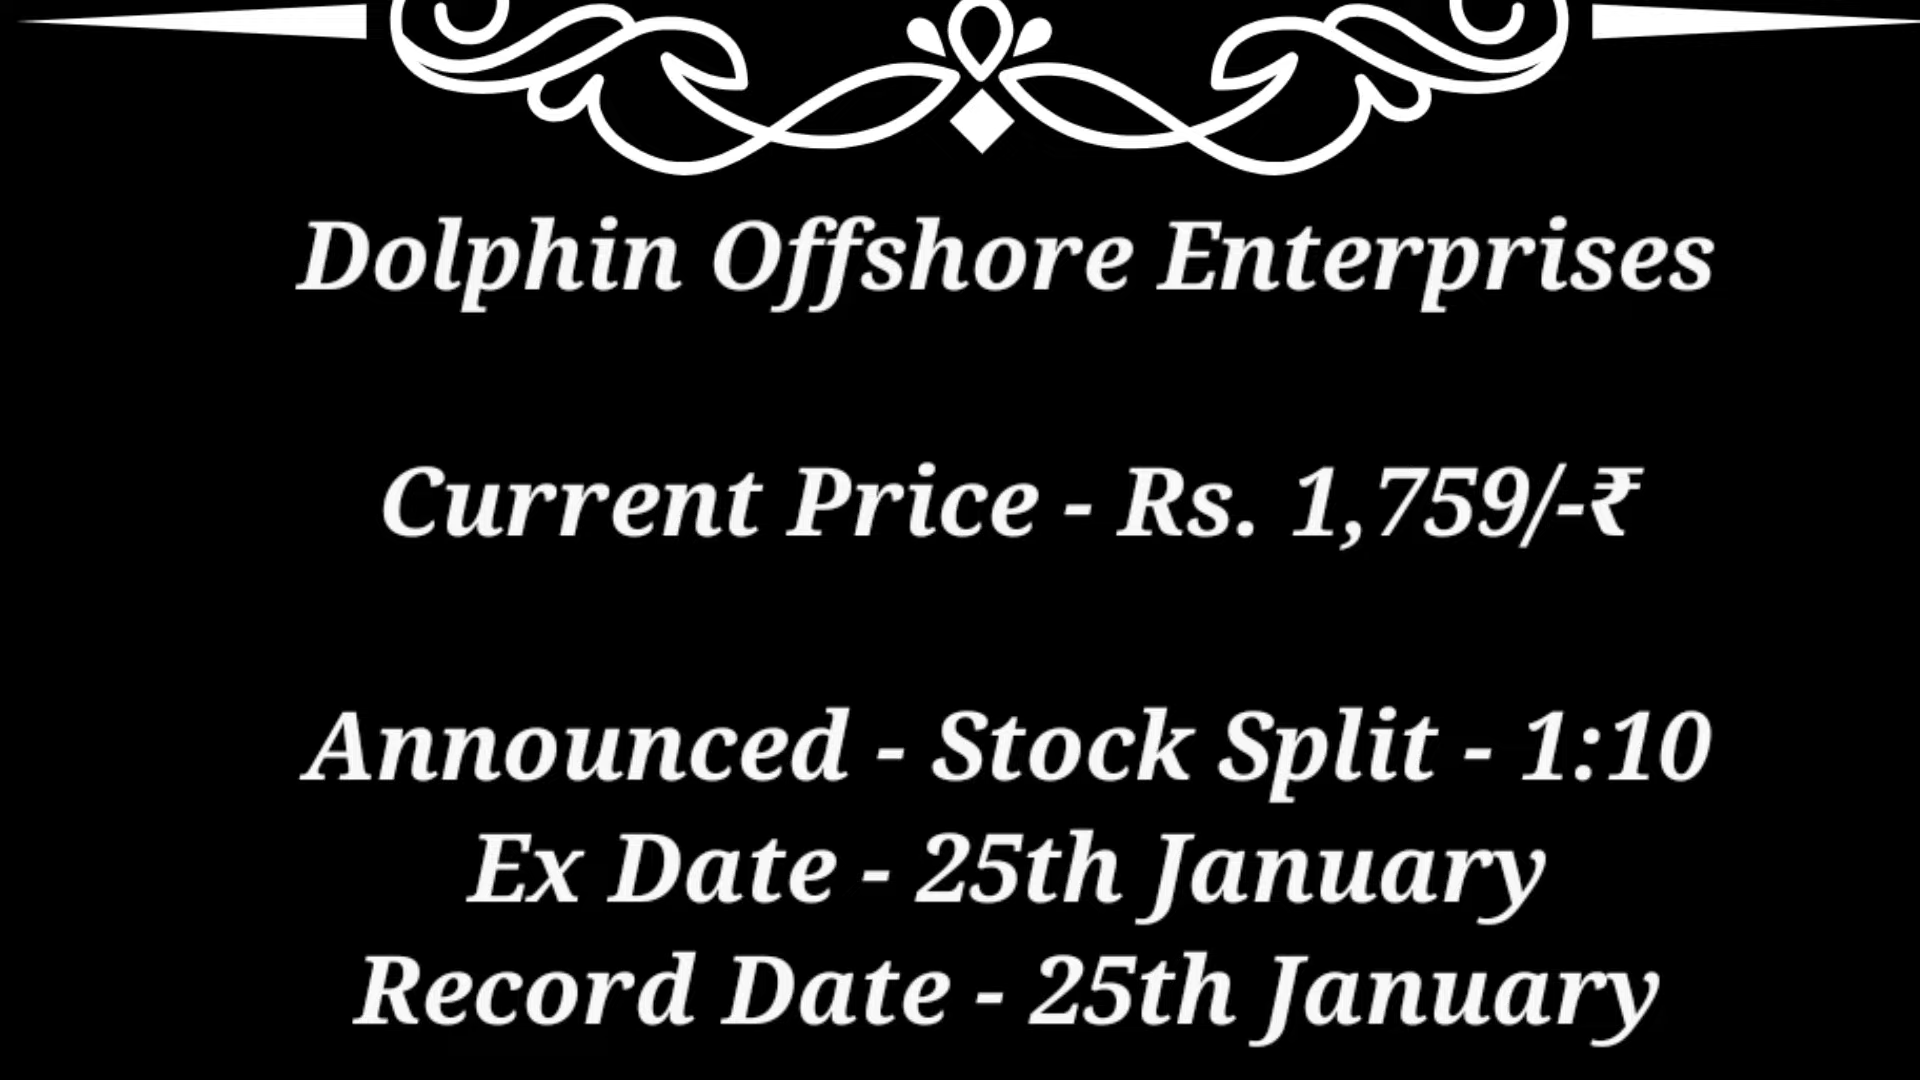 Dolphin Offshore Enterprises
Current Price - Rs. 1,759/-₹
Announced - Stock Split - 1:10
Ex Date - 25th January
Record Date - 25th January